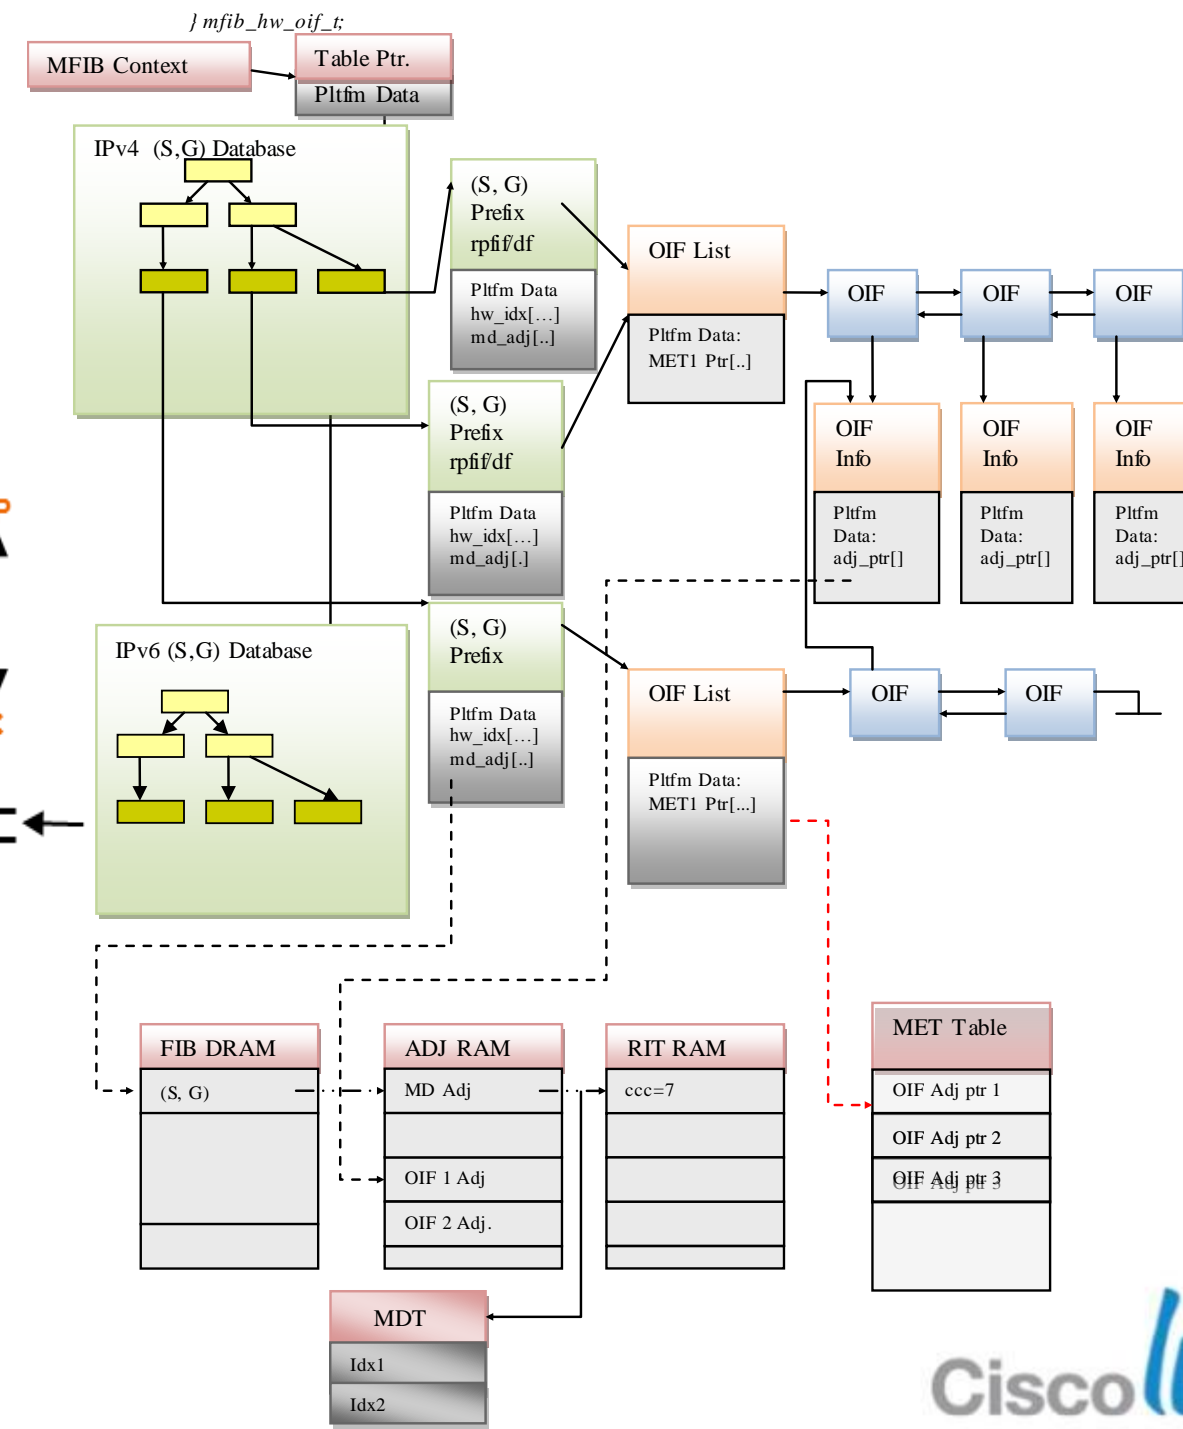 } mfib_hw_oif_t;
MFIB Context
Table Ptr.
Pltfm Data
IPv4 (S,G) Database
(S, G)
Prefix
rpfif/df
Pltfm Data
hw_idx[...]
md_adj[..]
OIF List
Pltfm Data:
MET1 Ptr[..]
OIF
OIF
OIF
(S, G)
Prefix
rpfif/df
Pltfm Data
hw_idx[...]
md_adj[.]
OIF
Info
Pltfm
Data:
adj_ptr[]
OIF
Info
Pltfm
Data:
adj_ptr[]
OIF
Info
Pltfm
Data:
adj_ptr[]
IPv6 (S,G) Database
(S, G)
Prefix
Pltfm Data
hw_idx[...]
md_adj[..]
OIF List
Pltfm Data:
MET1 Ptr[...]
OIF
OIF
FIB DRAM
(S, G)
ADJ RAM
MD Adj
OIF 1 Adj
OIF 2 Adj.
RIT RAM
ccc=7
MET Table
OIF Adj ptr 1
OIF Adj ptr 2
OIF Adj ptr 3
MDT
Idx1
Idx2
Cisco